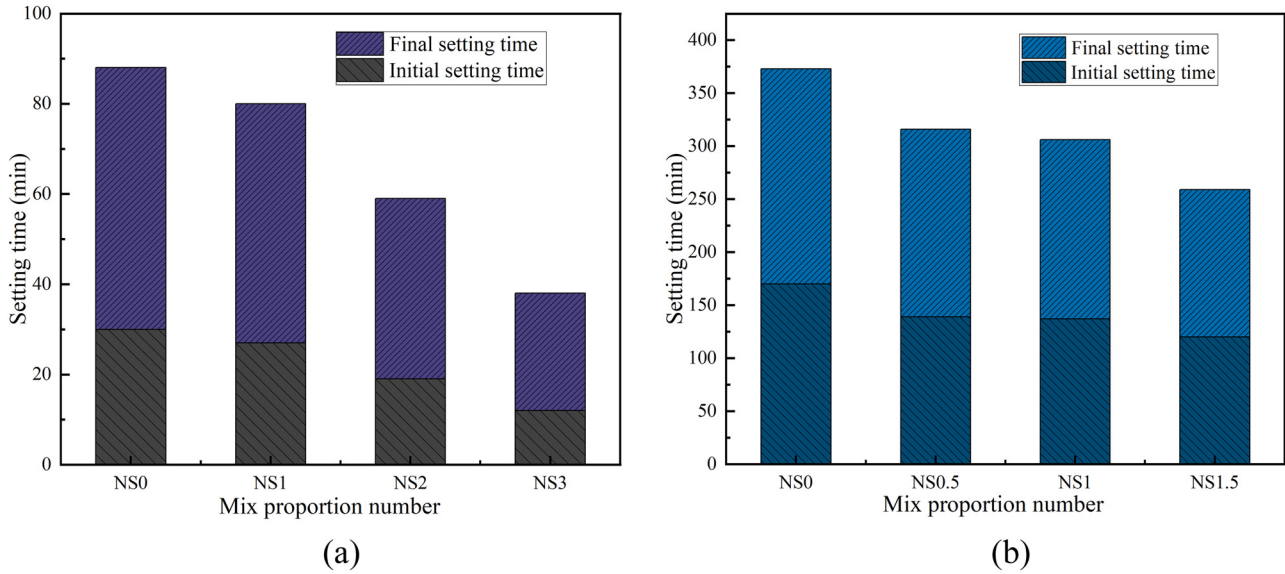 100
80
60
40
20
0
Setting time (min)
Final setting time
Initial setting time
NS0 NS1 NS2 NS3
Mix proportion number
(a)
400
350
300
250
200
150
100
50
0
Setting time (min)
Final setting time
Initial setting time
NS0 NS0.5 NS1 NS1.5
Mix proportion number
(b)